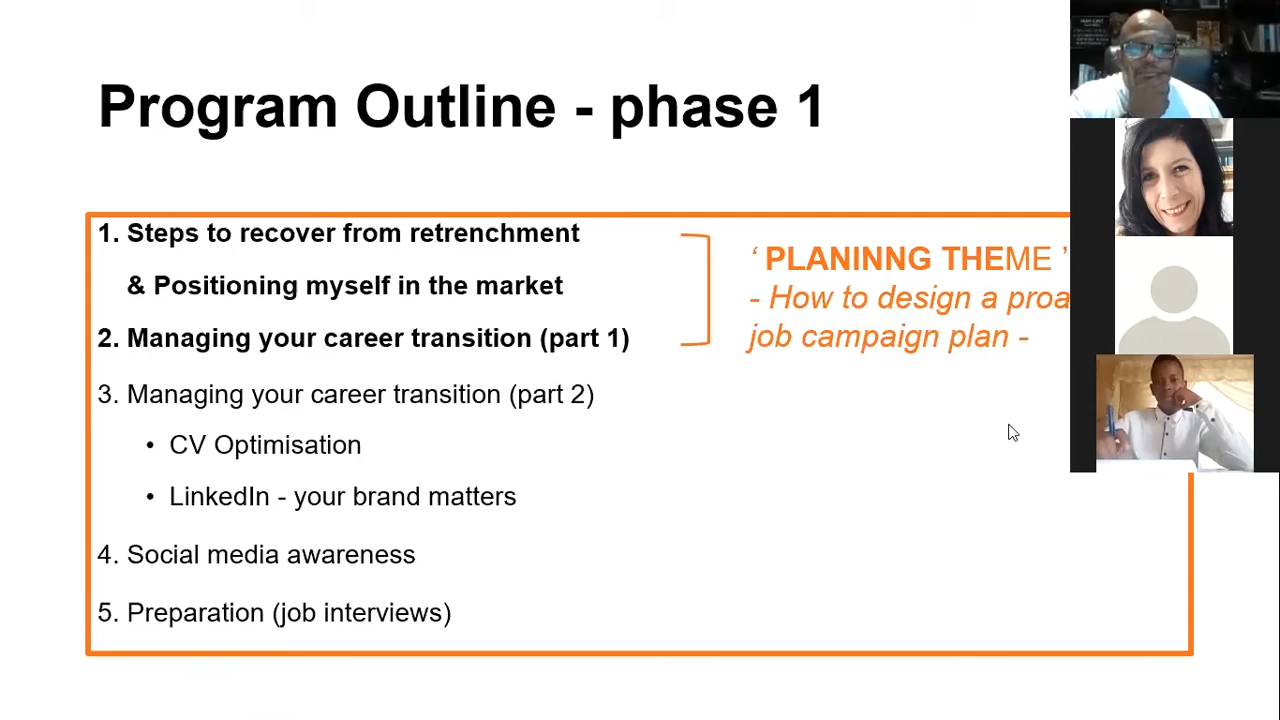 Program Outline - phase 1
1. Steps to recover from retrenchment
& Positioning myself in the market
2. Managing your career transition (part 1)
‘ PLANINNG THEME ’
- How to design a proa
job campaign plan -
3. Managing your career transition (part 2)
• CV Optimisation
• LinkedIn - your brand matters
4. Social media awareness
5. Preparation (job interviews)